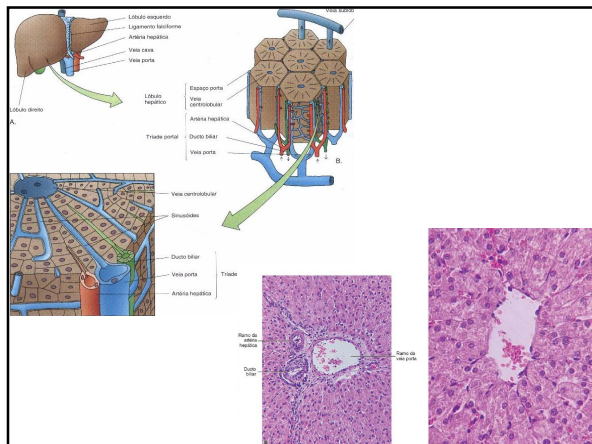 Lóbulo esquerdo
Ligamento falciforme
Artéria hepática
Veia cava
Veia porta
Lóbulo direito
A.
Veia sublob
Espaço porta
Lóbulo
hepático
Veia
centrolobular
Artéria hepática
Tríade portal
Ducto biliar
Veia porta
B.
Veia centrolobular
Sinusóides
Ducto biliar
Veia porta
Tríade
Artéria hepática
Ramo da
artéria
hepática
Ducto
biliar
Ramo da
veia porta